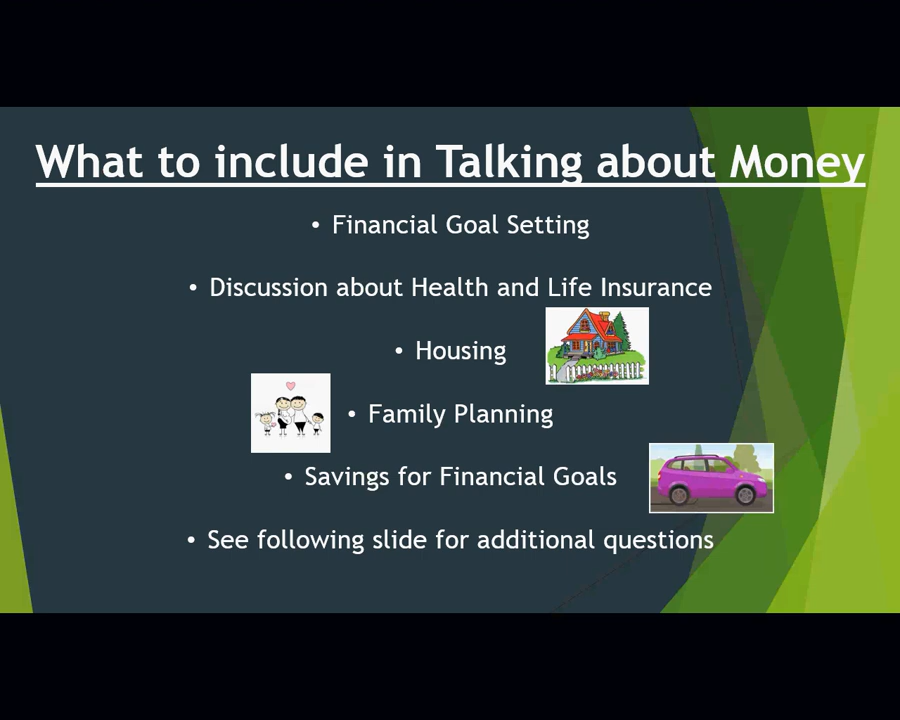 What to include in Talking about Money
• Financial Goal Setting
• Discussion about Health and Life Insurance
• Housing
• Family Planning
• Savings for Financial Goals
• See following slide for additional questions